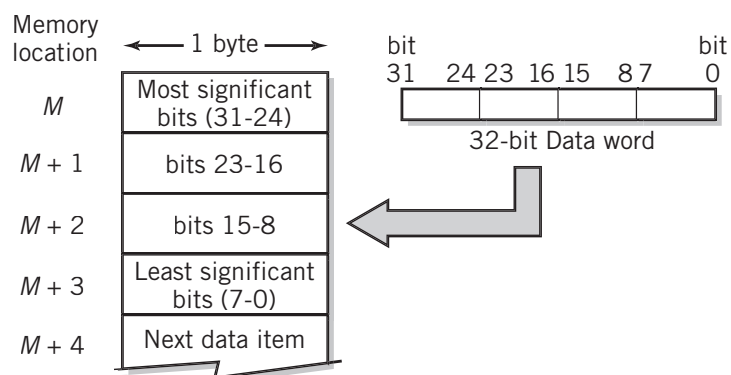 Memory
location
1 byte
M
Most significant
bits (31-24)
M + 1
bits 23-16
M + 2
bits 15-8
M + 3
Least significant
bits (7-0)
M + 4
Next data item
bit
bit
31 24 23 16 15 8 7 0
32-bit Data word